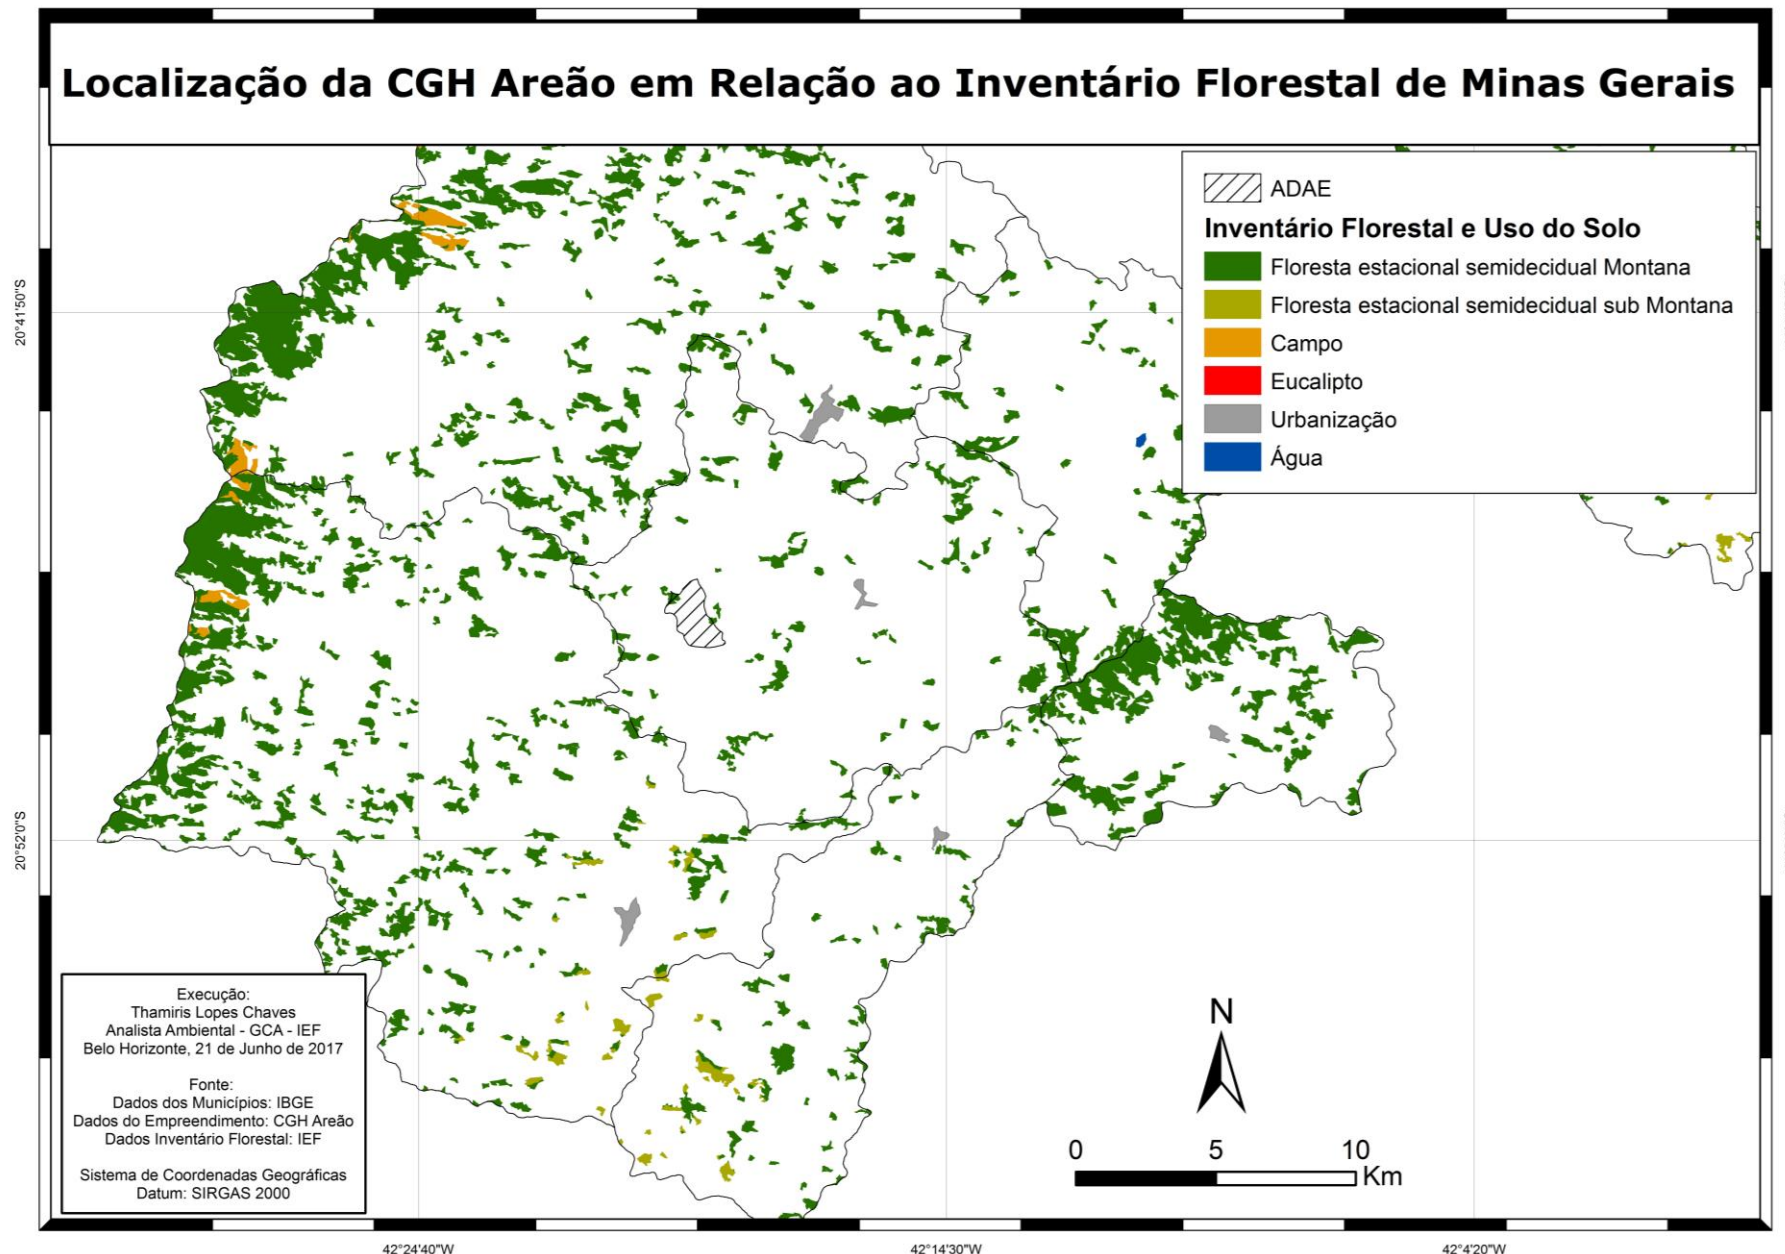 Localização da CGH Areão em Relação ao Inventário Florestal de Minas Gerais
ADAE
Inventário Florestal e Uso do Solo
Floresta estacional semidecidual Montana
Floresta estacional semidecidual sub Montana
Campo
Eucalipto
Urbanização
Água
20°41'50"S
20°52'0"S
Execução:
Thamiris Lopes Chaves
Analista Ambiental - GCA - IEF
Belo Horizonte, 21 de Junho de 2017
Fonte:
Dados dos Municípios: IBGE
Dados do Empreendimento: CGH Areão
Dados Inventário Florestal: IEF
Sistema de Coordenadas Geográficas
Datum: SIRGAS 2000
N
0 5 10
Km
42°24'40"W 42°14'30"W 42°4'20"W